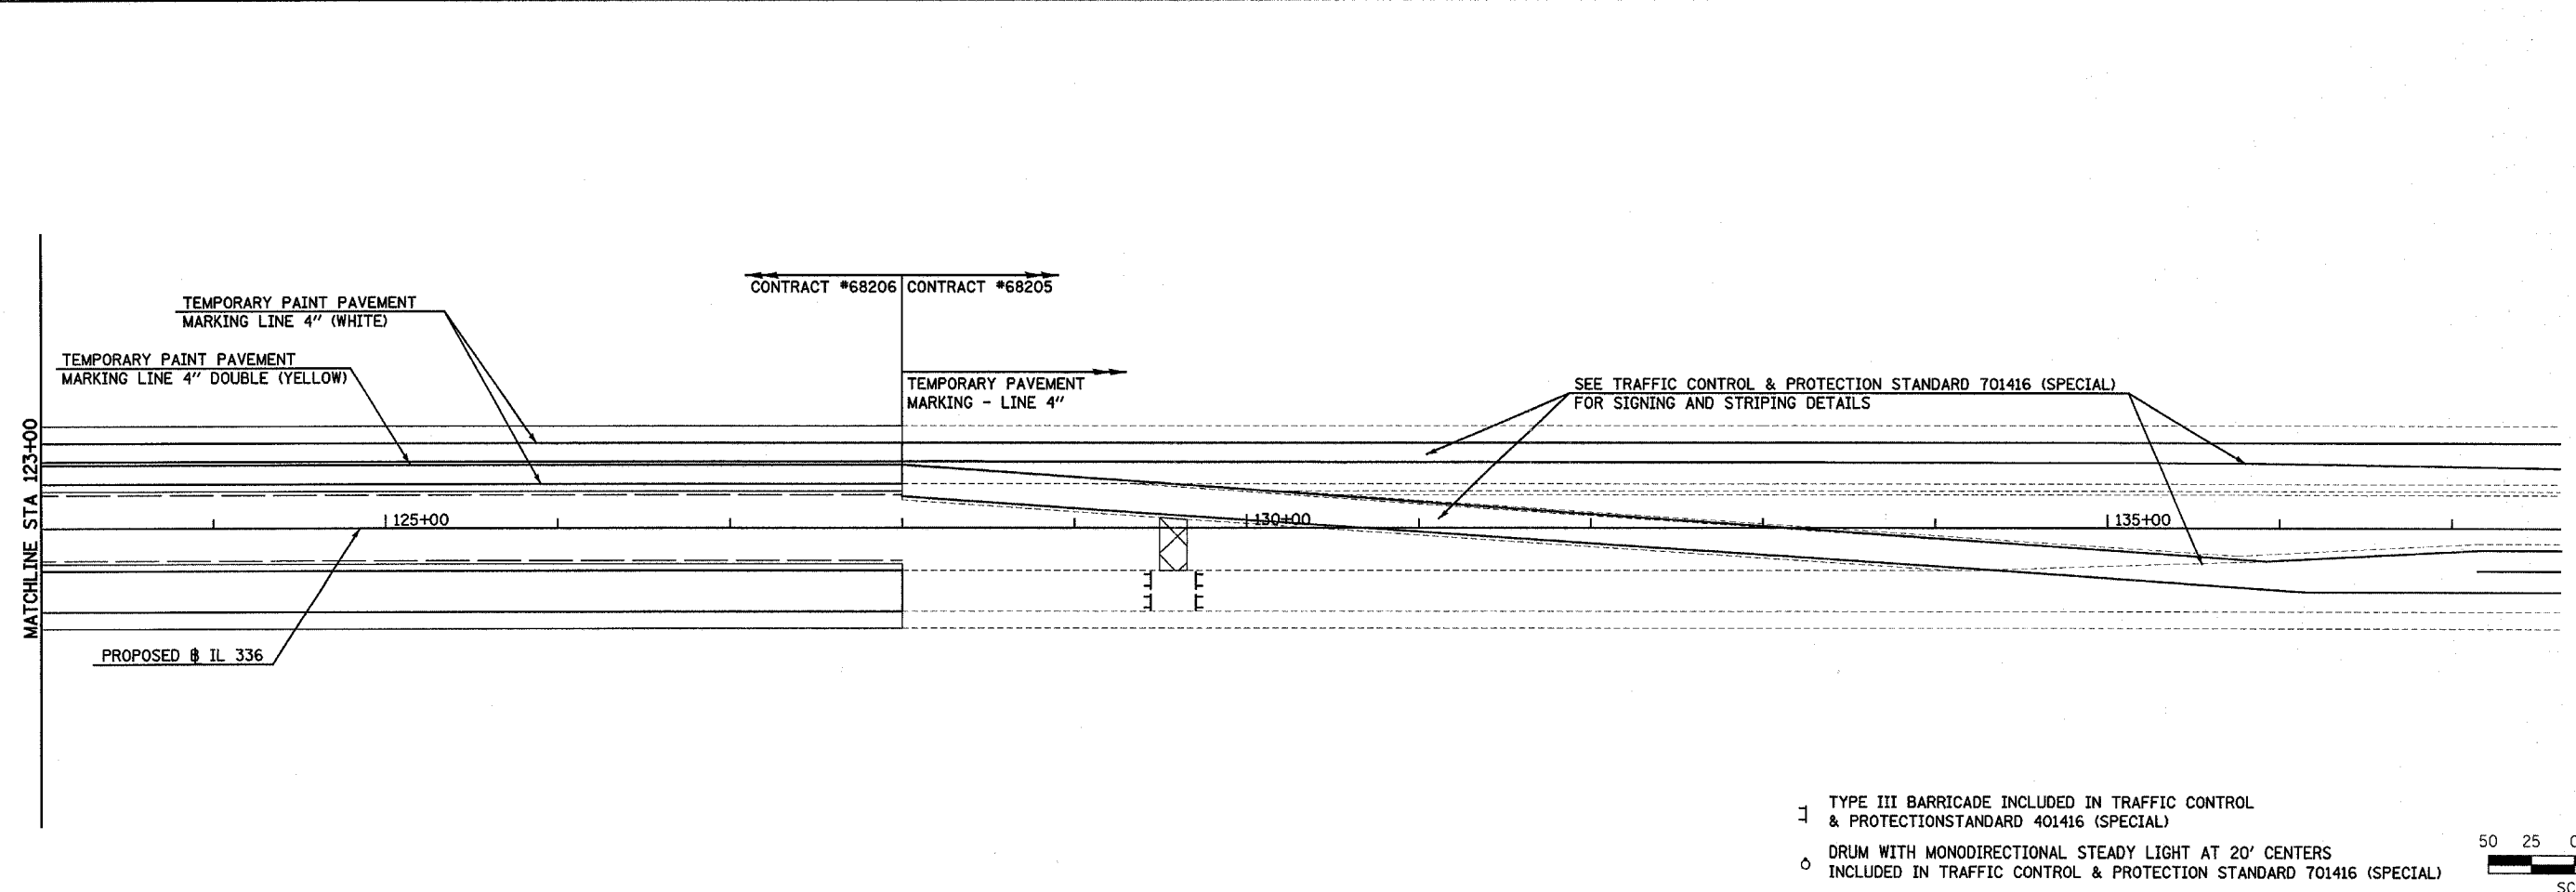 CONTRACT #68206 CONTRACT #68205
TEMPORARY PAINT PAVEMENT
MARKING LINE 4" (WHITE)
TEMPORARY PAINT PAVEMENT
MARKING LINE 4" DOUBLE (YELLOW)
TEMPORARY PAVEMENT
MARKING - LINE 4"
SEE TRAFFIC CONTROL & PROTECTION STANDARD 701416 (SPECIAL)
FOR SIGNING AND STRIPING DETAILS
MATCHLINE STA 123+00
125+00 130+00 135+00
PROPOSED IL 336
TYPE III BARRICADE INCLUDED IN TRAFFIC CONTROL
& PROTECTIONSTANDARD 401416 (SPECIAL)
DRUM WITH MONODIRECTIONAL STEADY LIGHT AT 20' CENTERS
INCLUDED IN TRAFFIC CONTROL & PROTECTION STANDARD 701416 (SPECIAL)
50 25